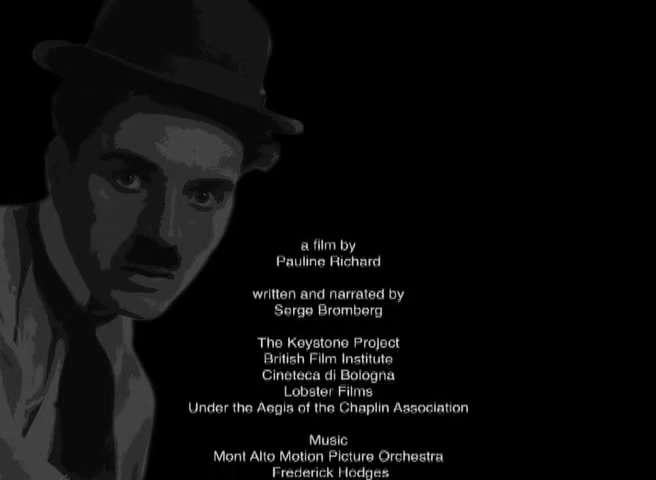 a film by
Pauline Richard
written and narrated by
Serge Bromberg
The Keystone Project
British Film Institute
Cineteca di Bologna
Lobster Films
Under the Aegis of the Chaplin Association
Music
Mont Alto Motion Picture Orchestra
Frederick Hodges